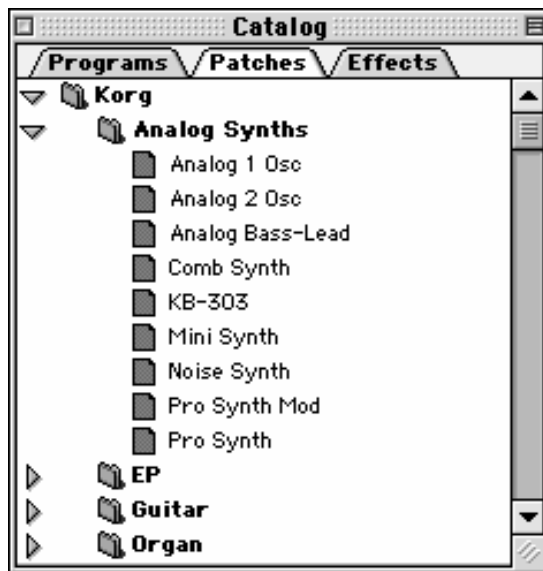 Catalog
Programs Patches Effects
Korg
Analog Synths
Analog 1 Osc
Analog 2 Osc
Analog Bass-Lead
Comb Synth
KB-303
Mini Synth
Noise Synth
Pro Synth Mod
Pro Synth
EP
Guitar
Organ